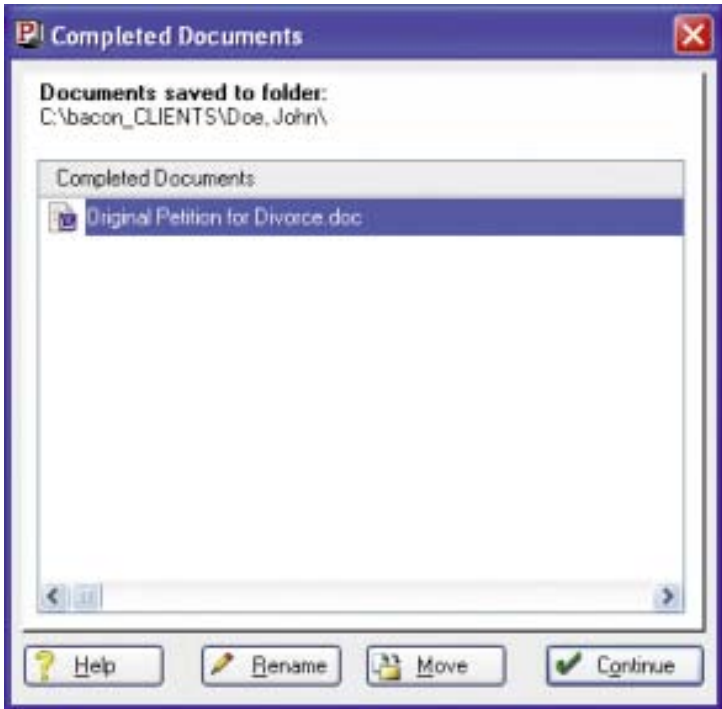 P Completed Documents
Documents saved to folder:
C:\bacon_CLIENTS\Doe, John\
Completed Documents
Original Petition for Divorce.doc
Help Rename Move Continue